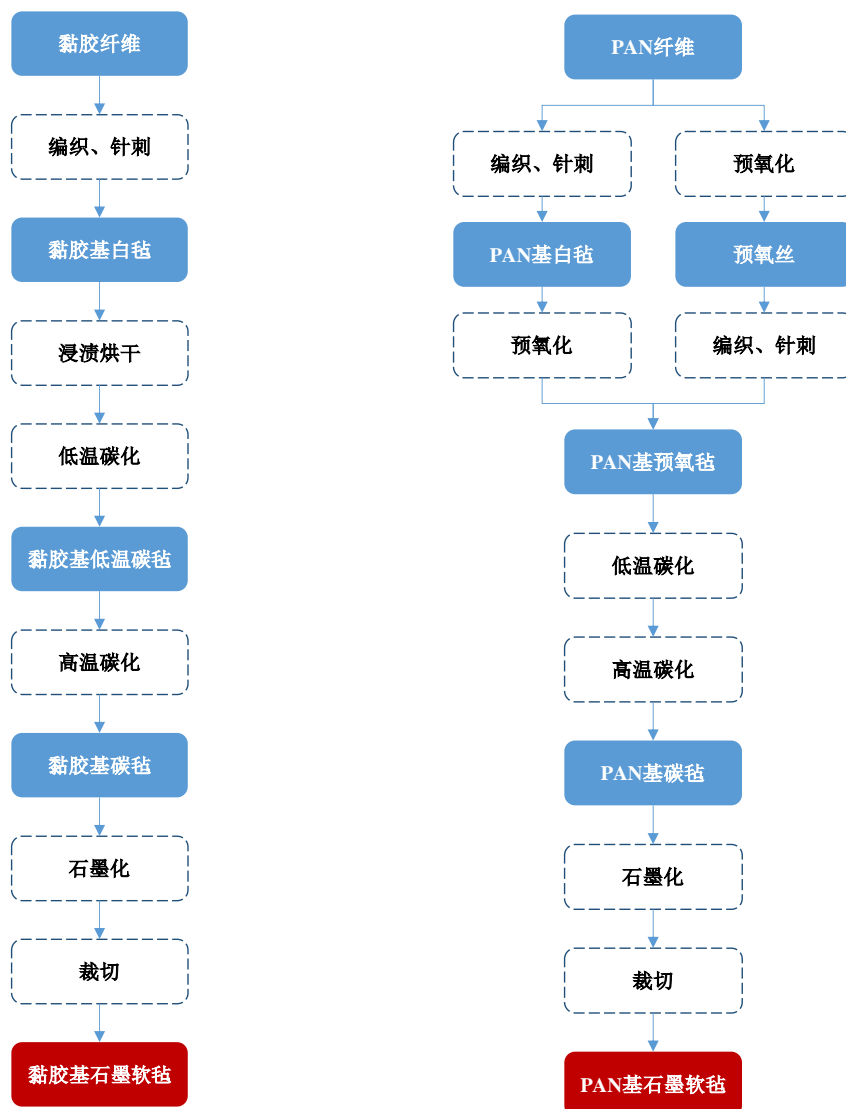 黏胶纤维
编织、针刺
黏胶基白毡
浸渍烘干
低温碳化
黏胶基低温碳毡
高温碳化
黏胶基碳毡
石墨化
裁切
黏胶基石墨软毡
PAN纤维
编织、针刺
预氧化
PAN基白毡
预氧丝
预氧化
编织、针刺
PAN基预氧毡
低温碳化
高温碳化
PAN基碳毡
石墨化
裁切
PAN基石墨软毡